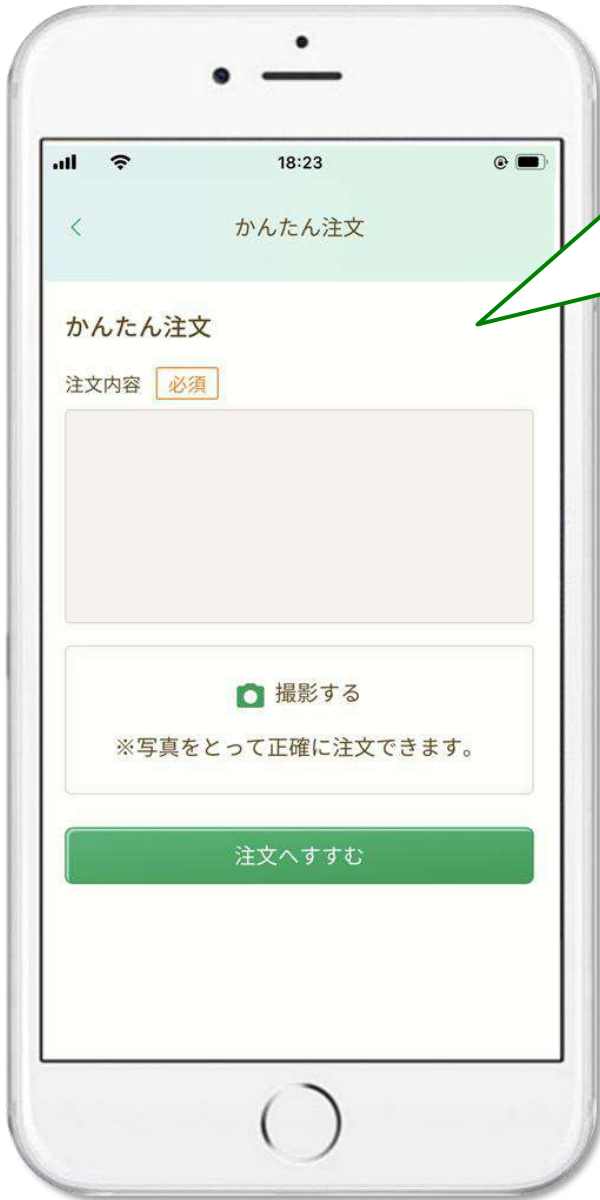 18:23
かんたん注文
かんたん注文
注文内容 必須
撮影する
※写真をとって正確に注文できます。
注文へすすむ